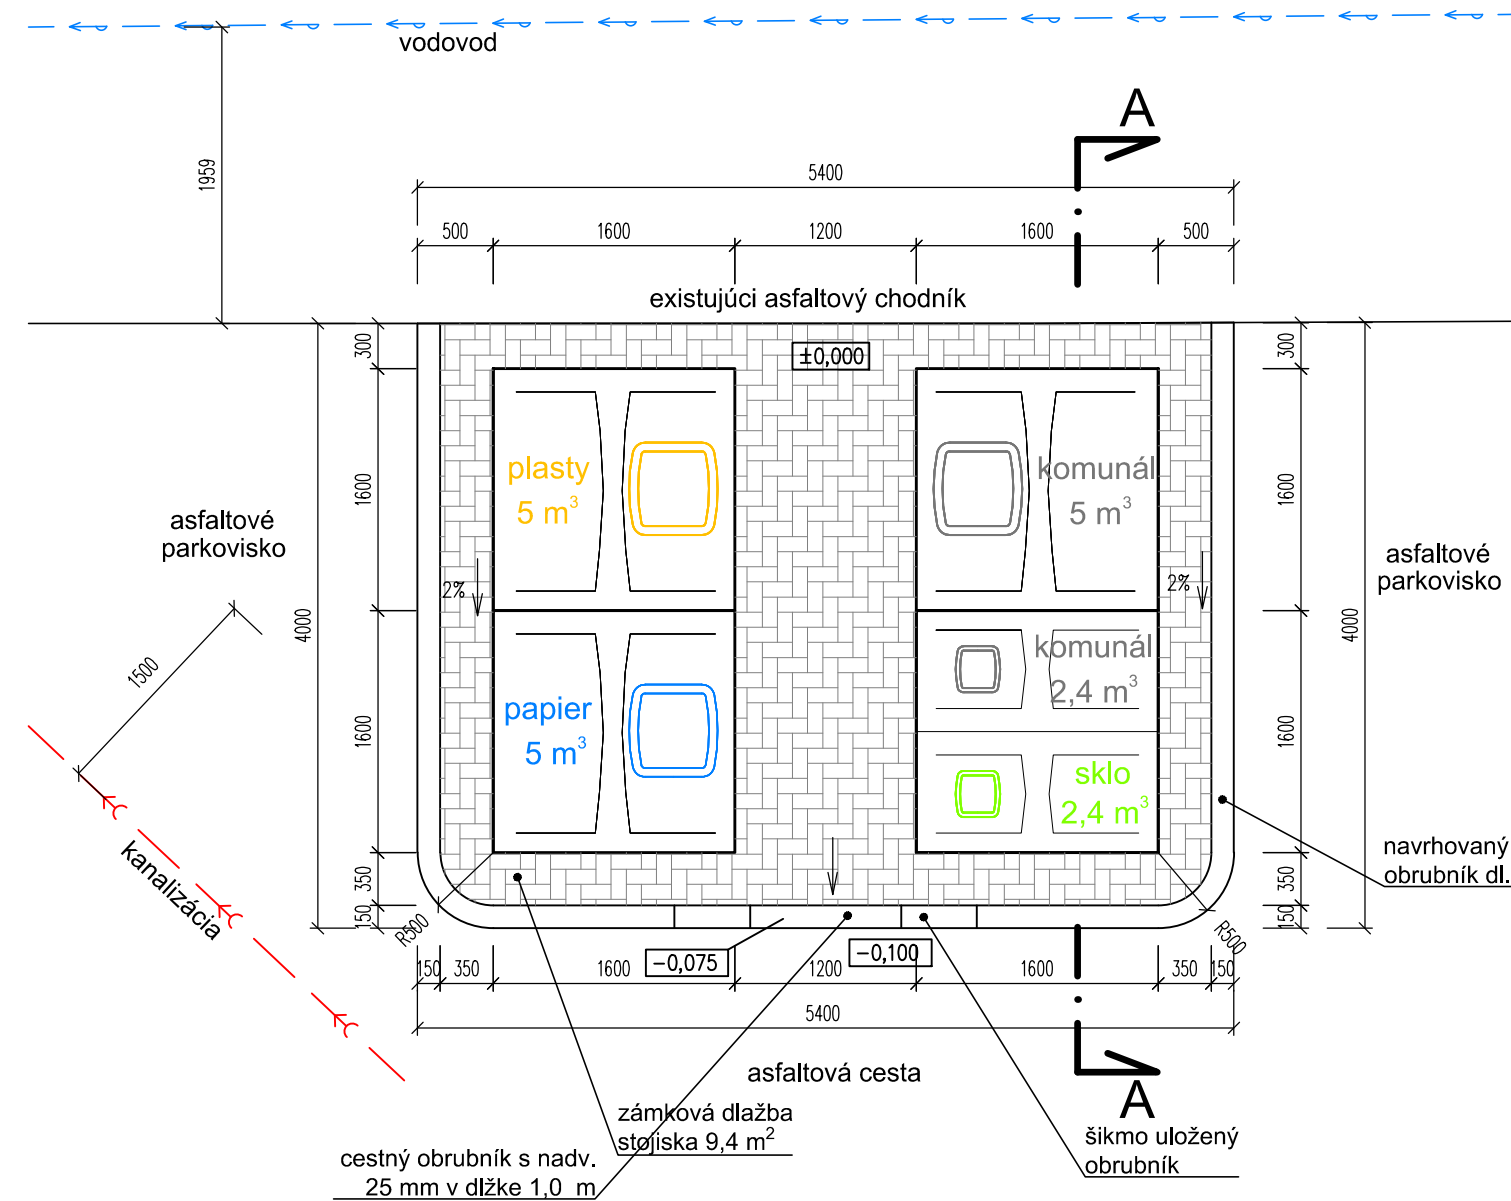 vodovod
A
1959
5400
500
1600
1200
1600
500
existujúci asfaltový chodník
300
±0,000
300
plasty
5 m³
komunál
5 m³
1600
1600
asfaltové
parkovisko
asfaltové
parkovisko
2%
2%
4000
4000
1500
komunál
2,4 m³
papier
5 m³
1600
1600
sklo
2,4 m³
kanalizácia
navrhovaný
obrubník dl.
350
350
150
150
R500
R500
-0,075
-0,100
150
350
1600
1200
1600
350
150
5400
asfaltová cesta
A
zámková dlažba
stojiska 9,4 m²
šikmo uložený
obrubník
cestný obrubník s nadv.
25 mm v dlžke 1,0 m